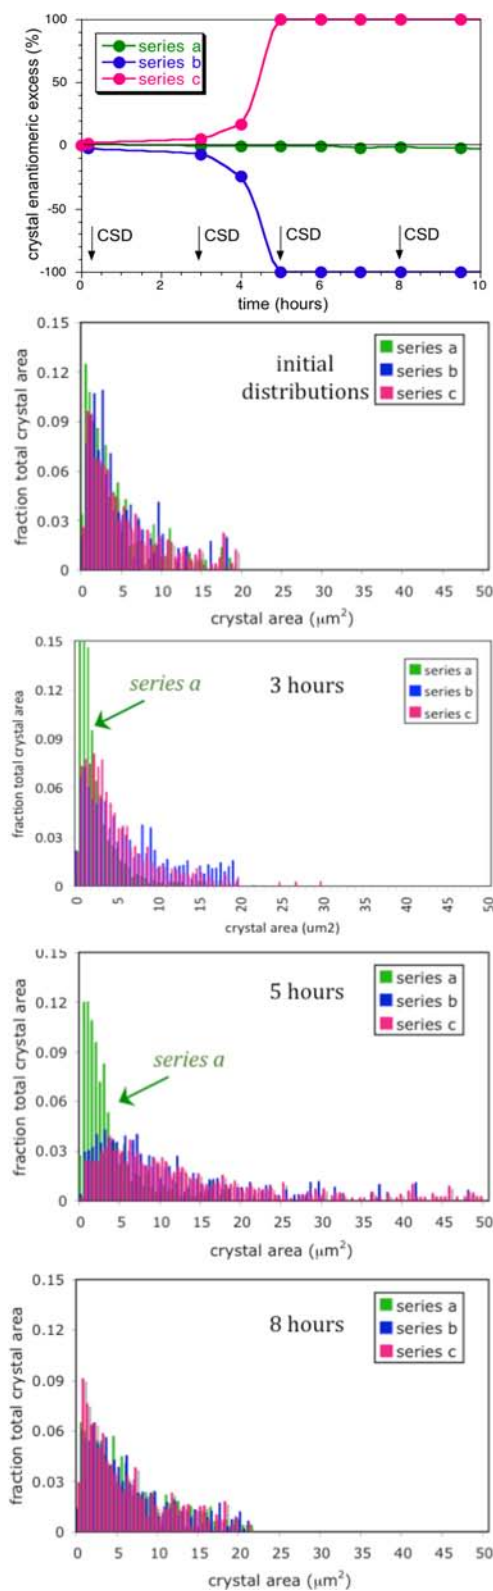 crystal enantiomeric excess (%)
100
50
0
-50
-100
series a
series b
series c
CSD
CSD
CSD
CSD
0
2
4
6
8
10
time (hours)
fraction total crystal area
0.15
0.12
0.09
0.06
0.03
0
initial
distributions
series a
series b
series c
0
5
10
15
20
25
30
35
40
45
50
crystal area (μm²)
fraction total crystal area
0.15
0.12
0.09
0.06
0.03
0
series a
3 hours
series a
series b
series c
0
5
10
15
20
25
30
35
40
45
50
crystal area (um2)
fraction total crystal area
0.15
0.12
0.09
0.06
0.03
0
5 hours
series a
series a
series b
series c
0
5
10
15
20
25
30
35
40
45
50
crystal area (μm²)
fraction total crystal area
0.15
0.12
0.09
0.06
0.03
0
8 hours
series a
series b
series c
0
5
10
15
20
25
30
35
40
45
50
crystal area (μm²)